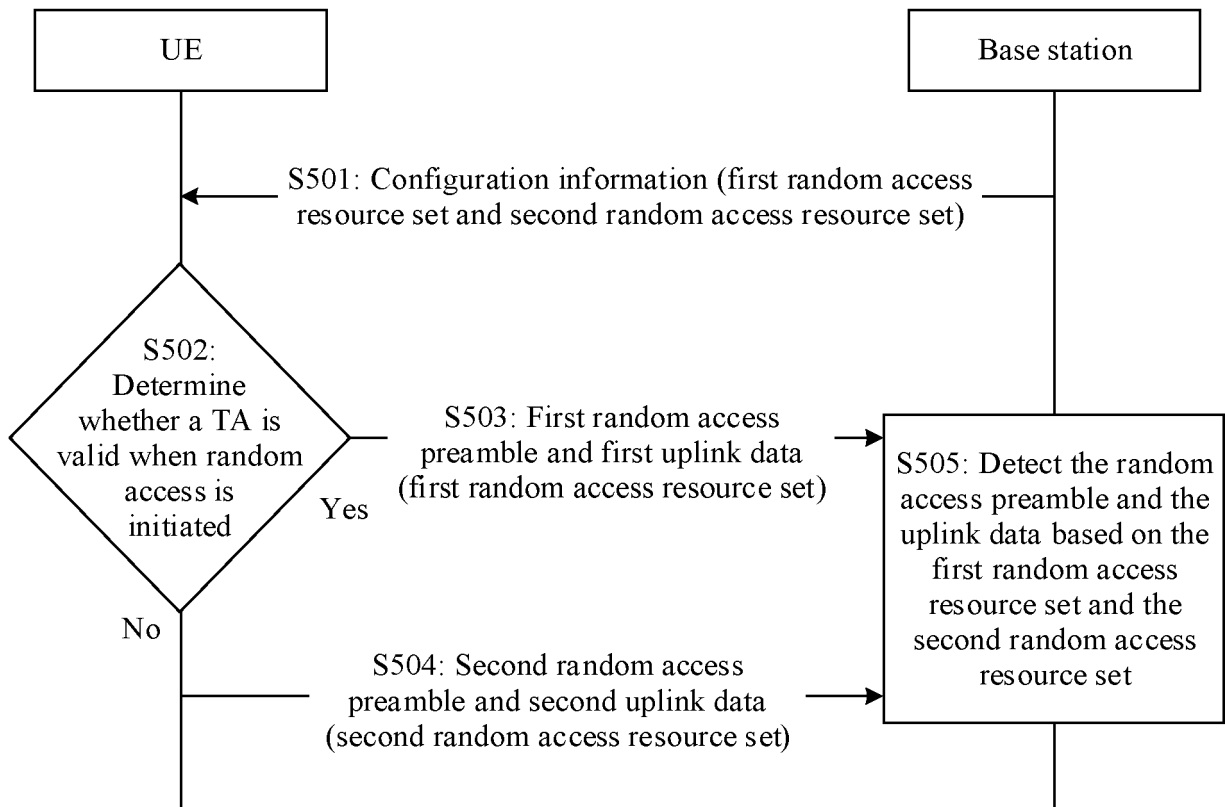 UE
Base station
S501: Configuration information (first random access
resource set and second random access resource set)
S502:
Determine
whether a TA is
valid when random
access is
initiated
Yes
No
S503: First random access
preamble and first uplink data
(first random access resource set)
S504: Second random access
preamble and second uplink data
(second random access resource set)
S505: Detect the random
access preamble and the
uplink data based on the
first random access
resource set and the
second random access
resource set